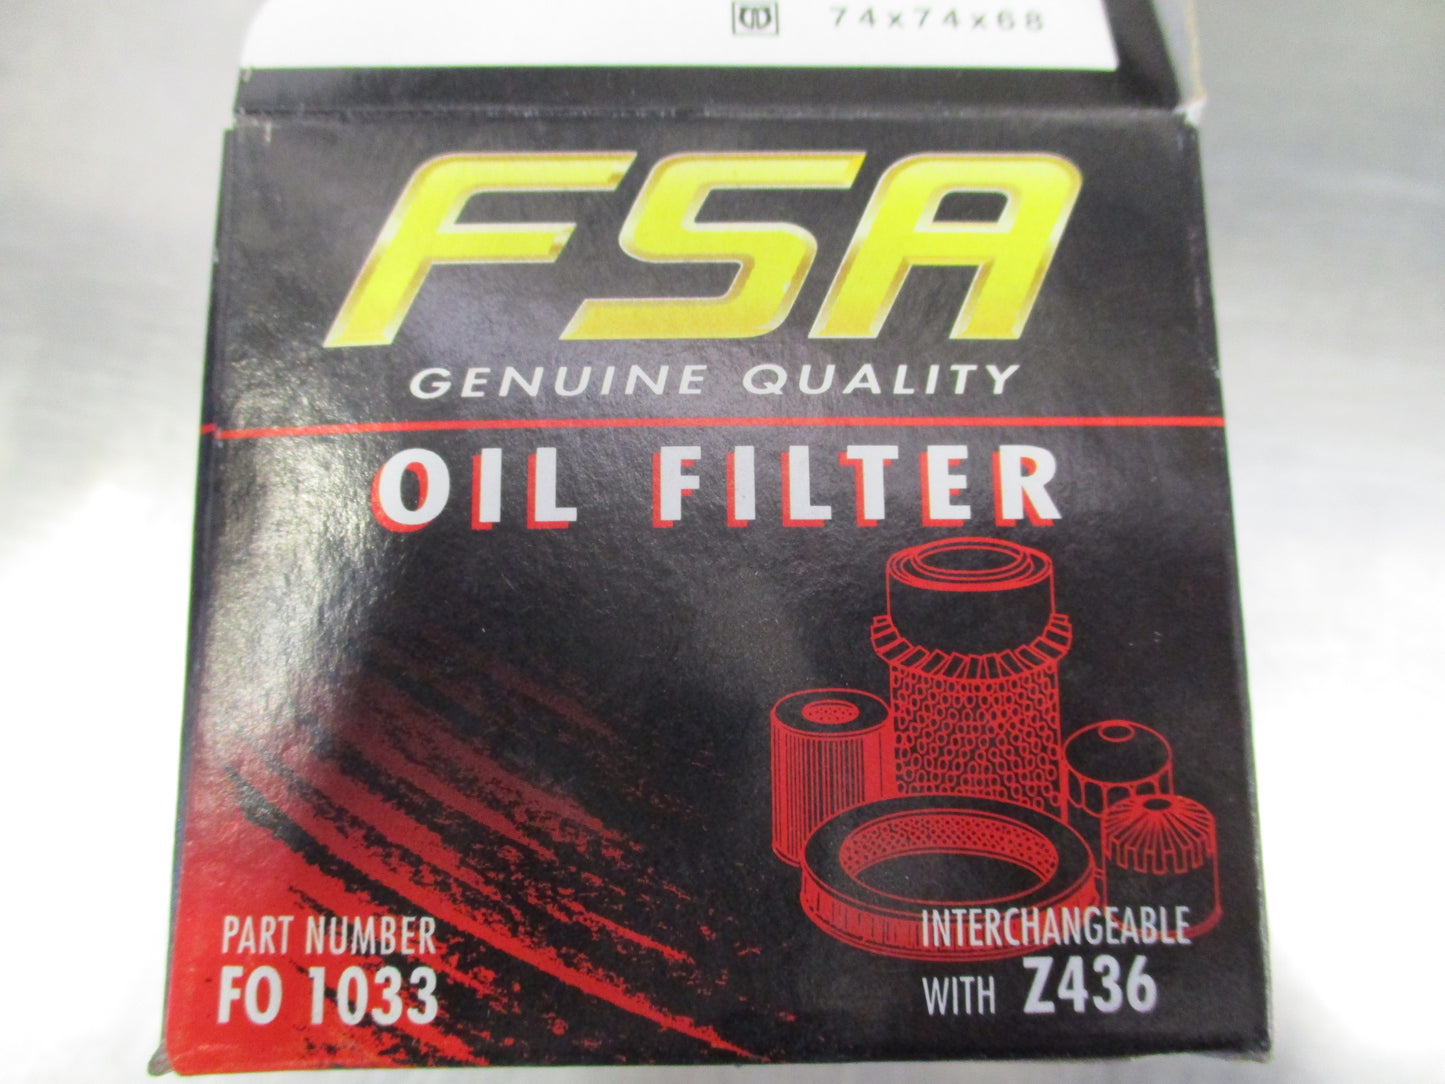 74x74x68
FSA
GENUINE QUALITY
OIL FILTER
PART NUMBER
FO 1033
INTERCHANGEABLE
WITH Z436